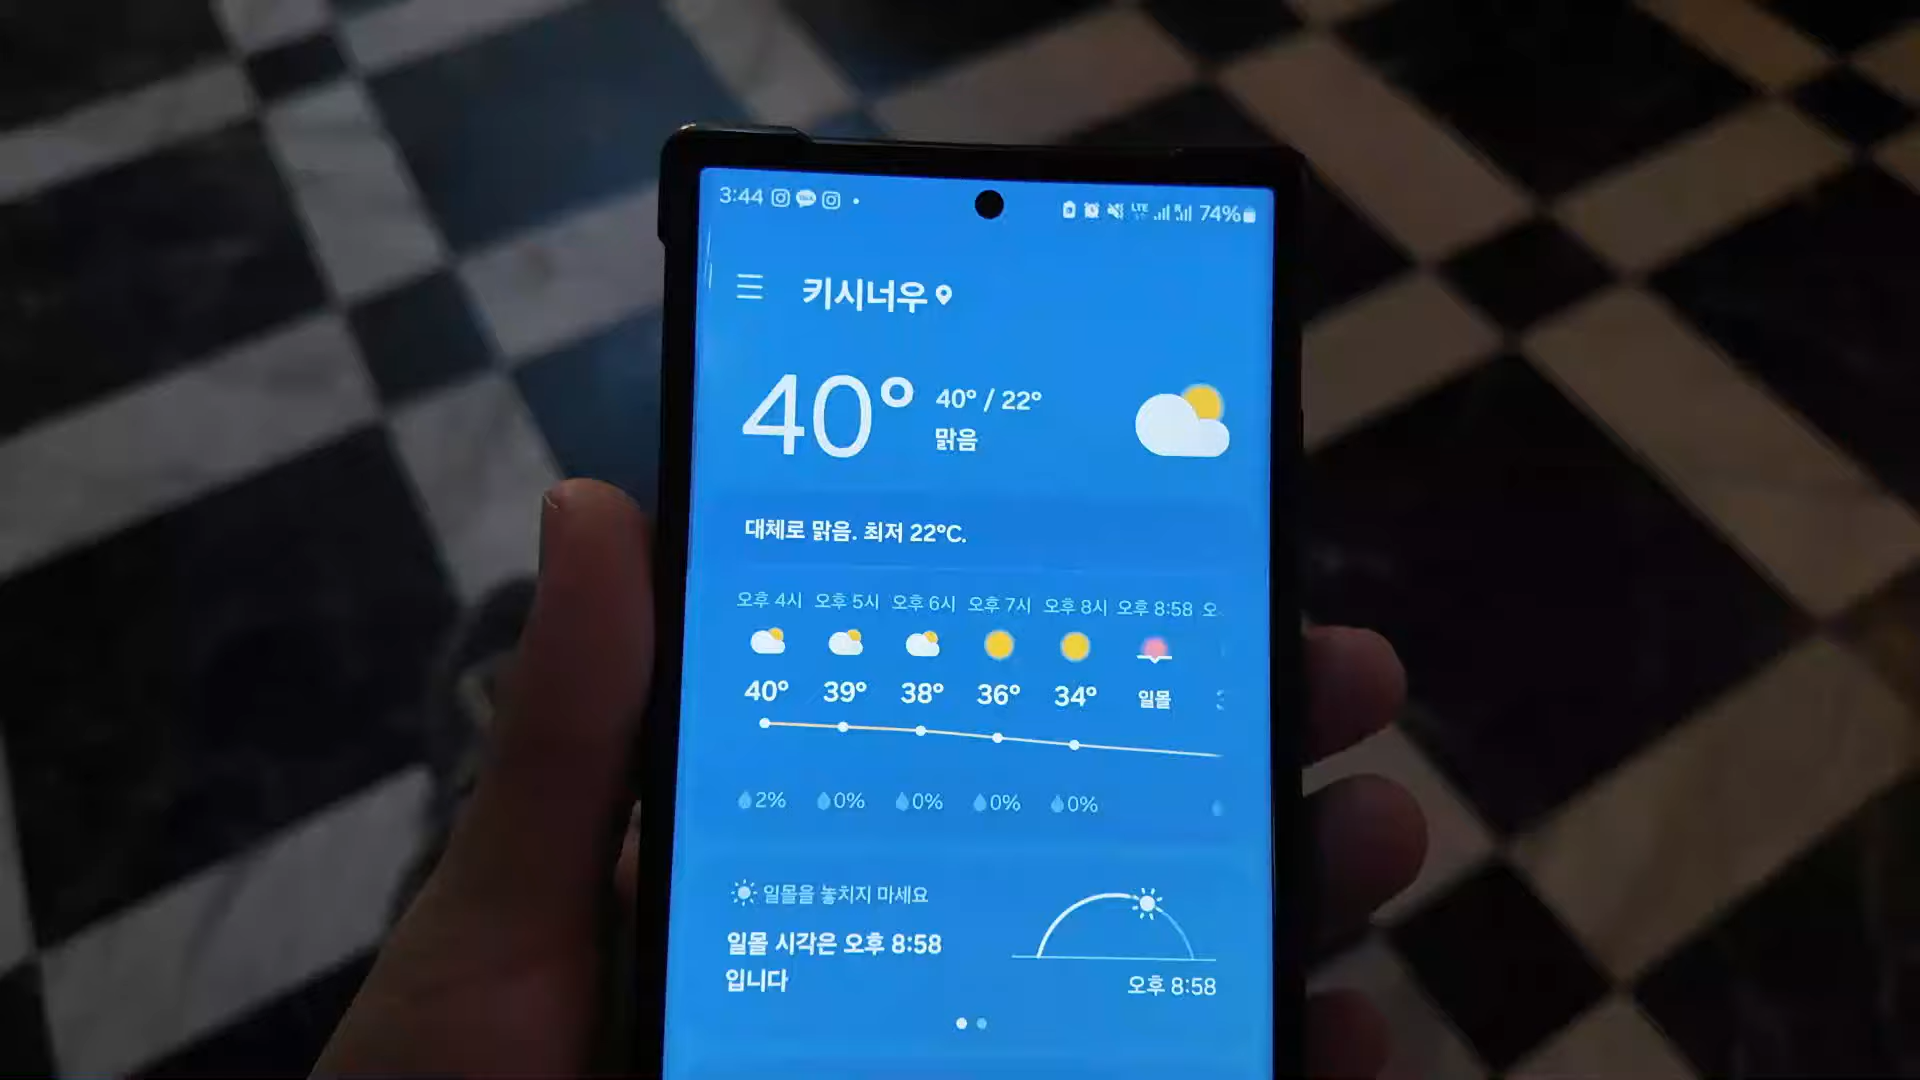 3:44 74%
키시너우
40°
40° / 22°
맑음
대체로 맑음. 최저 22°C.
오후 4시 오후 5시 오후 6시 오후 7시 오후 8시 오후 8:58 오
40° 39° 38° 36° 34° 일몰
2% 0% 0% 0% 0%
일몰을 놓치지 마세요
일몰 시각은 오후 8:58
입니다
오후 8:58